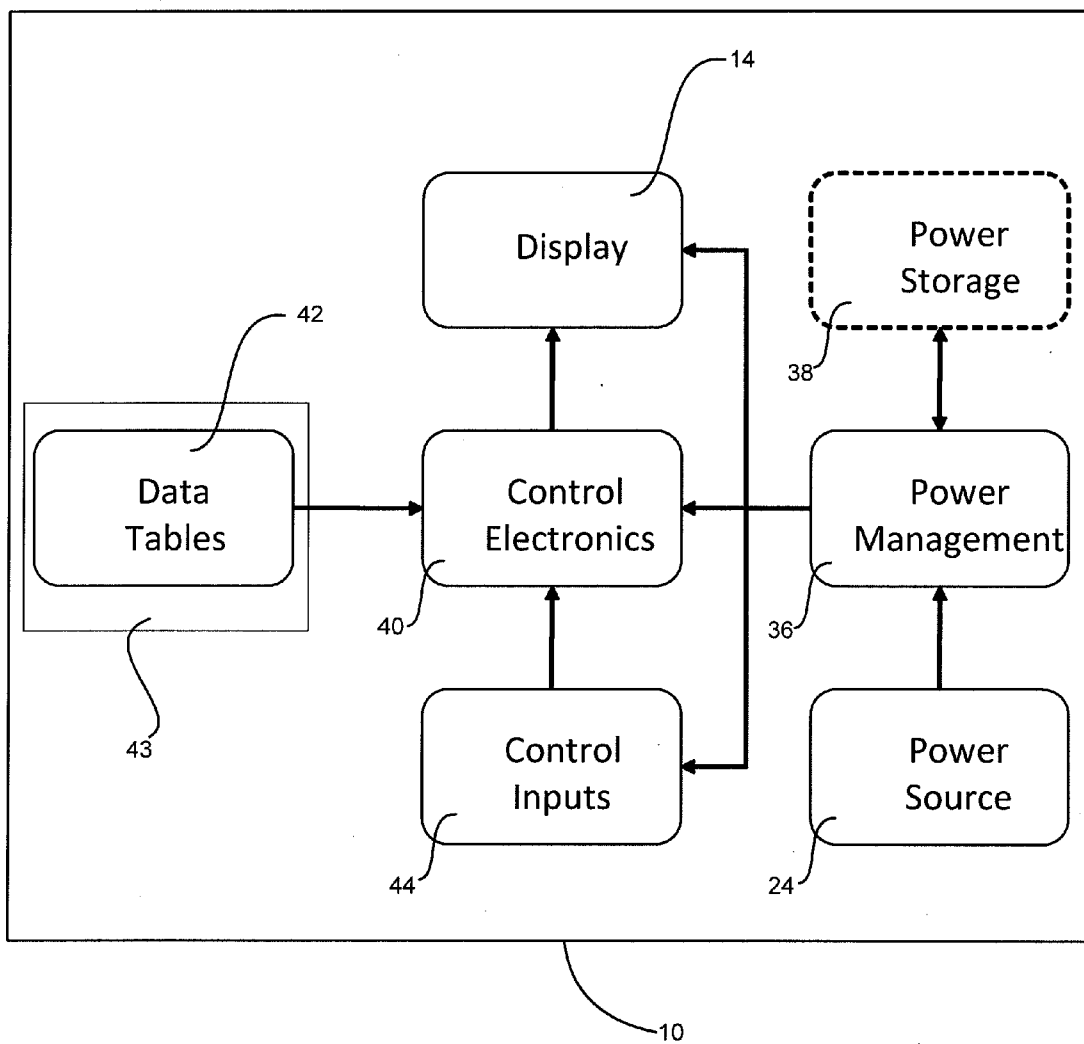 14
Display
Power
Storage
38
42
Data
Tables
43
Control
Electronics
40
Power
Management
36
Control
Inputs
44
Power
Source
24
10